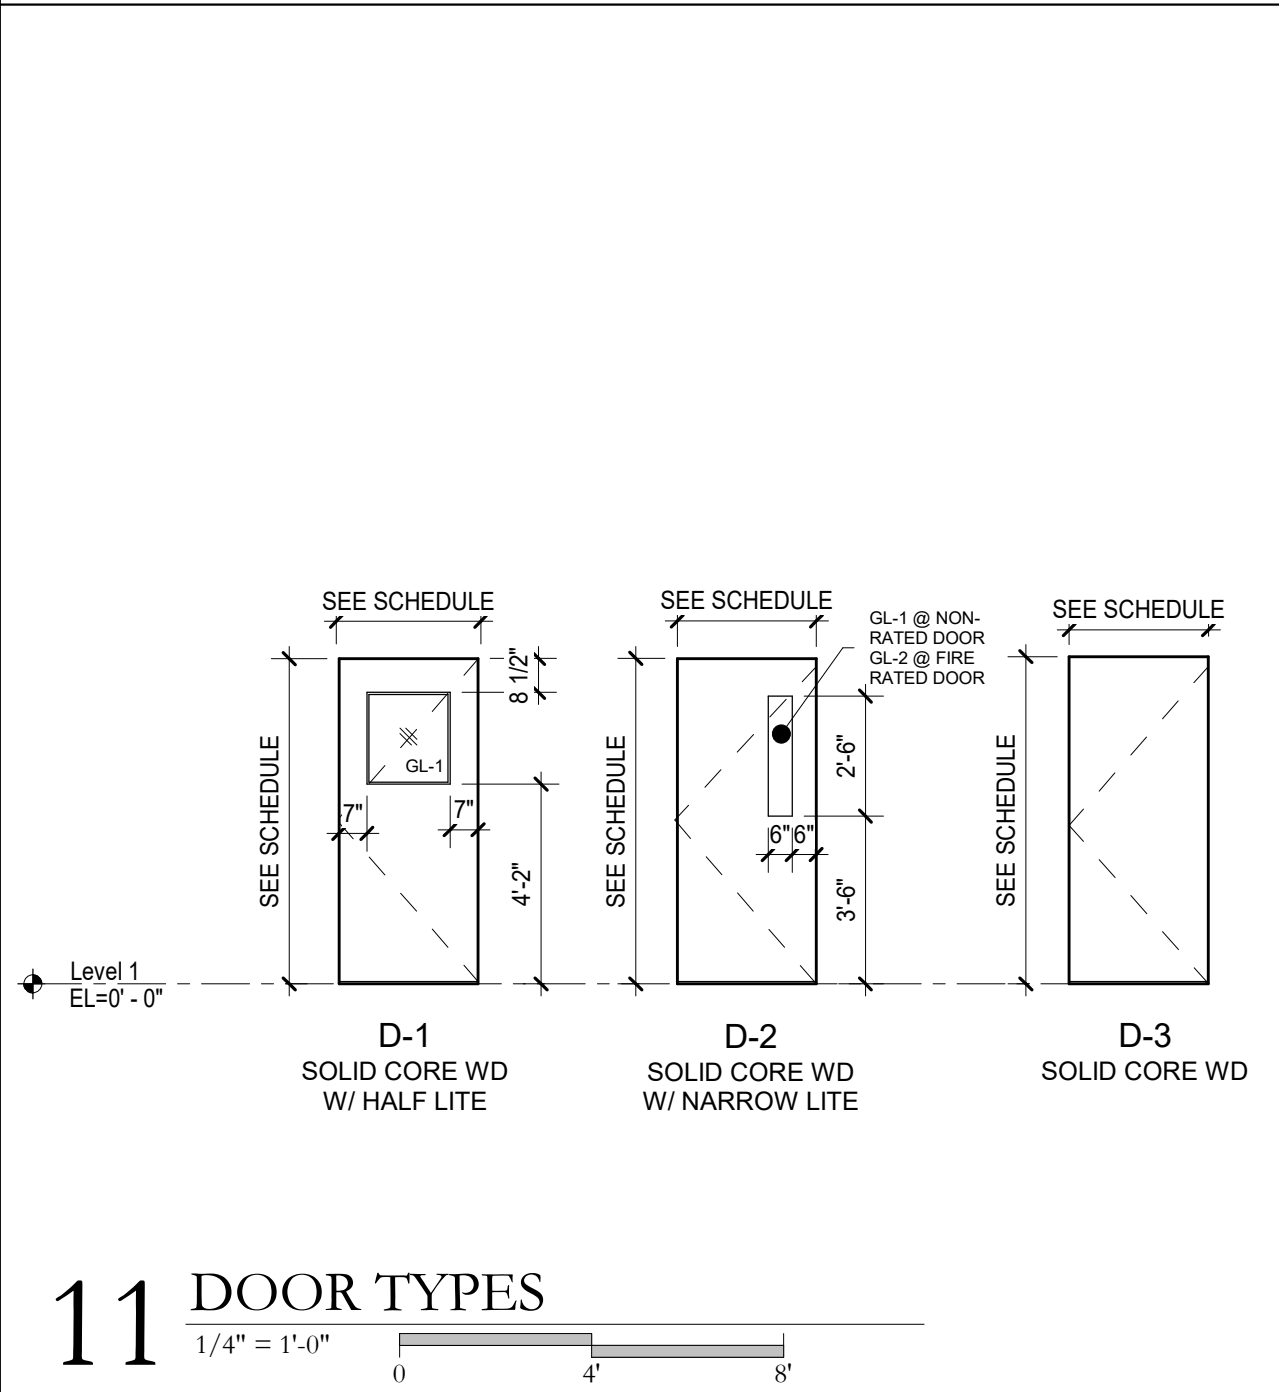 SEE SCHEDULE
SEE SCHEDULE
8 1/2"
GL-1
7"
7"
4'-2"
SEE SCHEDULE
SEE SCHEDULE
GL-1 @ NON-
RATED DOOR
GL-2 @ FIRE
RATED DOOR
2'-6"
6"
6"
3'-6"
SEE SCHEDULE
SEE SCHEDULE
Level 1
EL=0' - 0"
D-1
SOLID CORE WD
W/ HALF LITE
D-2
SOLID CORE WD
W/ NARROW LITE
D-3
SOLID CORE WD
11
DOOR TYPES
1/4" = 1'-0"
0
4'
8'